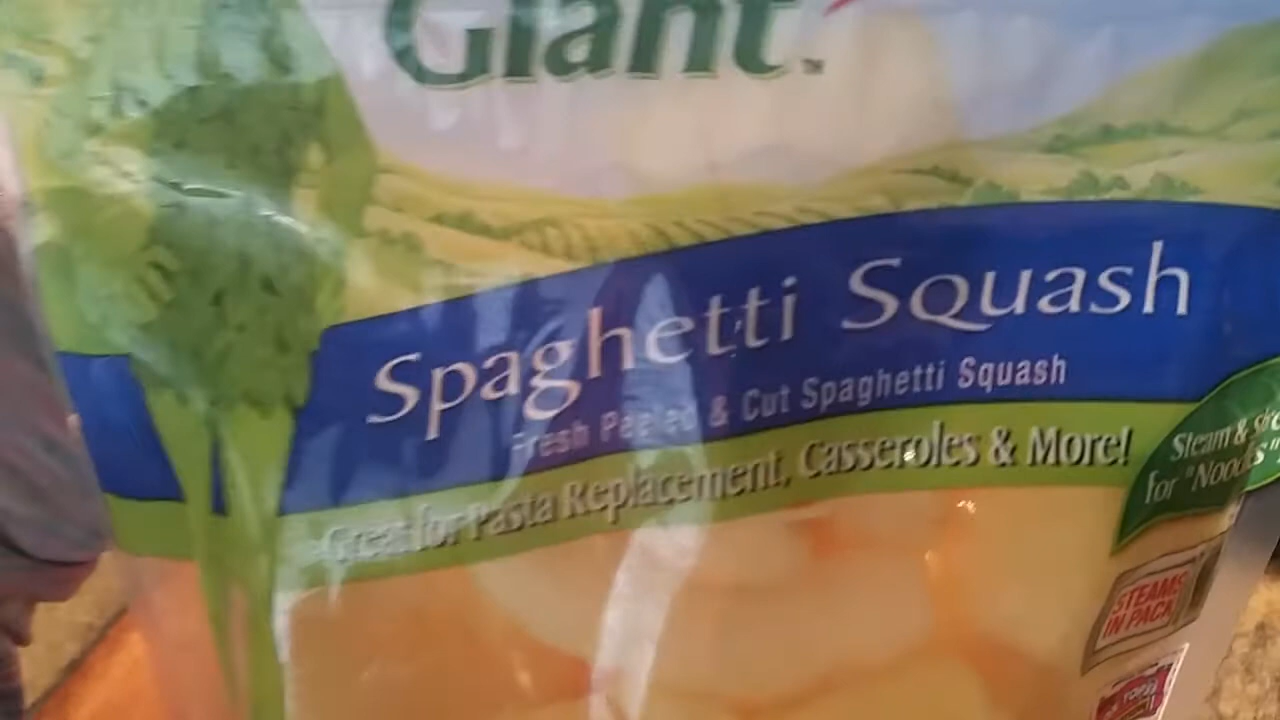 Giant™
Spaghetti Squash
Fresh Peeled & Cut Spaghetti Squash
Great for Pasta Replacement, Casseroles & More!
Steam &
for "Noodles"
STEAMS
IN PACK